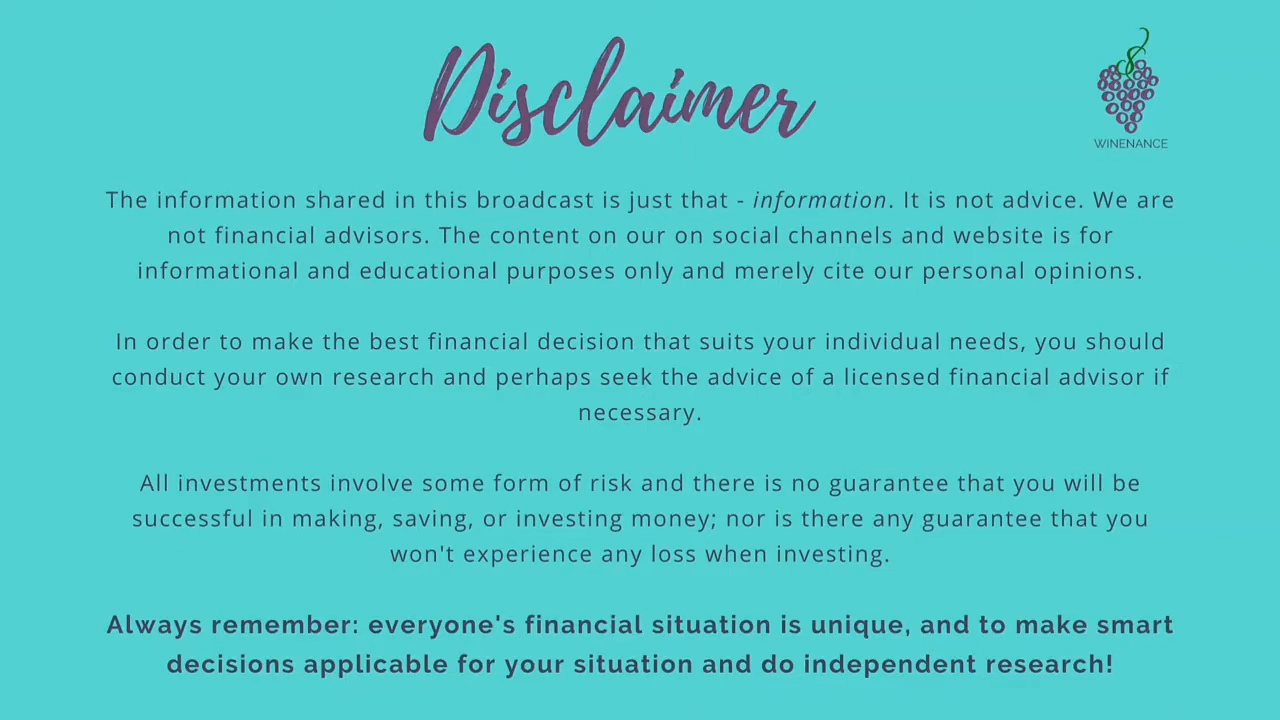 Disclaimer
WINENANCE
The information shared in this broadcast is just that - information. It is not advice. We are
not financial advisors. The content on our on social channels and website is for
informational and educational purposes only and merely cite our personal opinions.
In order to make the best financial decision that suits your individual needs, you should
conduct your own research and perhaps seek the advice of a licensed financial advisor if
necessary.
All investments involve some form of risk and there is no guarantee that you will be
successful in making, saving, or investing money; nor is there any guarantee that you
won't experience any loss when investing.
Always remember: everyone's financial situation is unique, and to make smart
decisions applicable for your situation and do independent research!